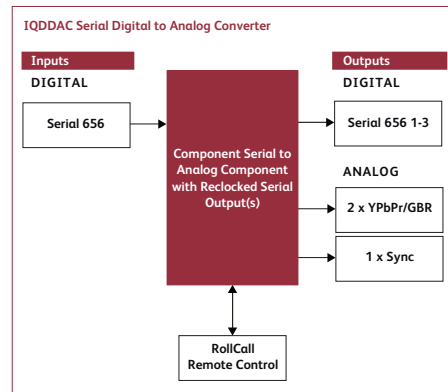 IQDDAC Serial Digital to Analog Converter
Inputs
Outputs
DIGITAL
DIGITAL
Serial 656
Serial 656 1-3
Component Serial to
Analog Component
with Reclocked Serial
Output(s)
ANALOG
2 x YPbPr/GBR
1 x Sync
RollCall
Remote Control